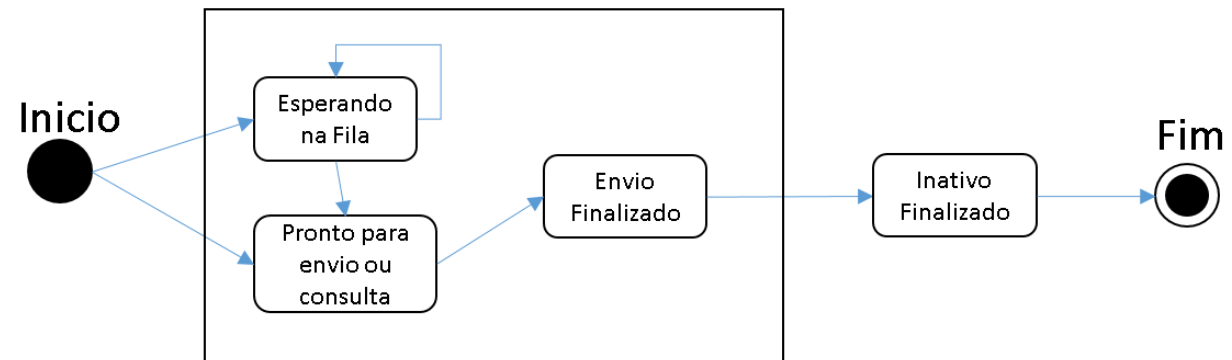 Inicio
Esperando
na Fila
Pronto para
envio ou
consulta
Envio
Finalizado
Inativo
Finalizado
Fim